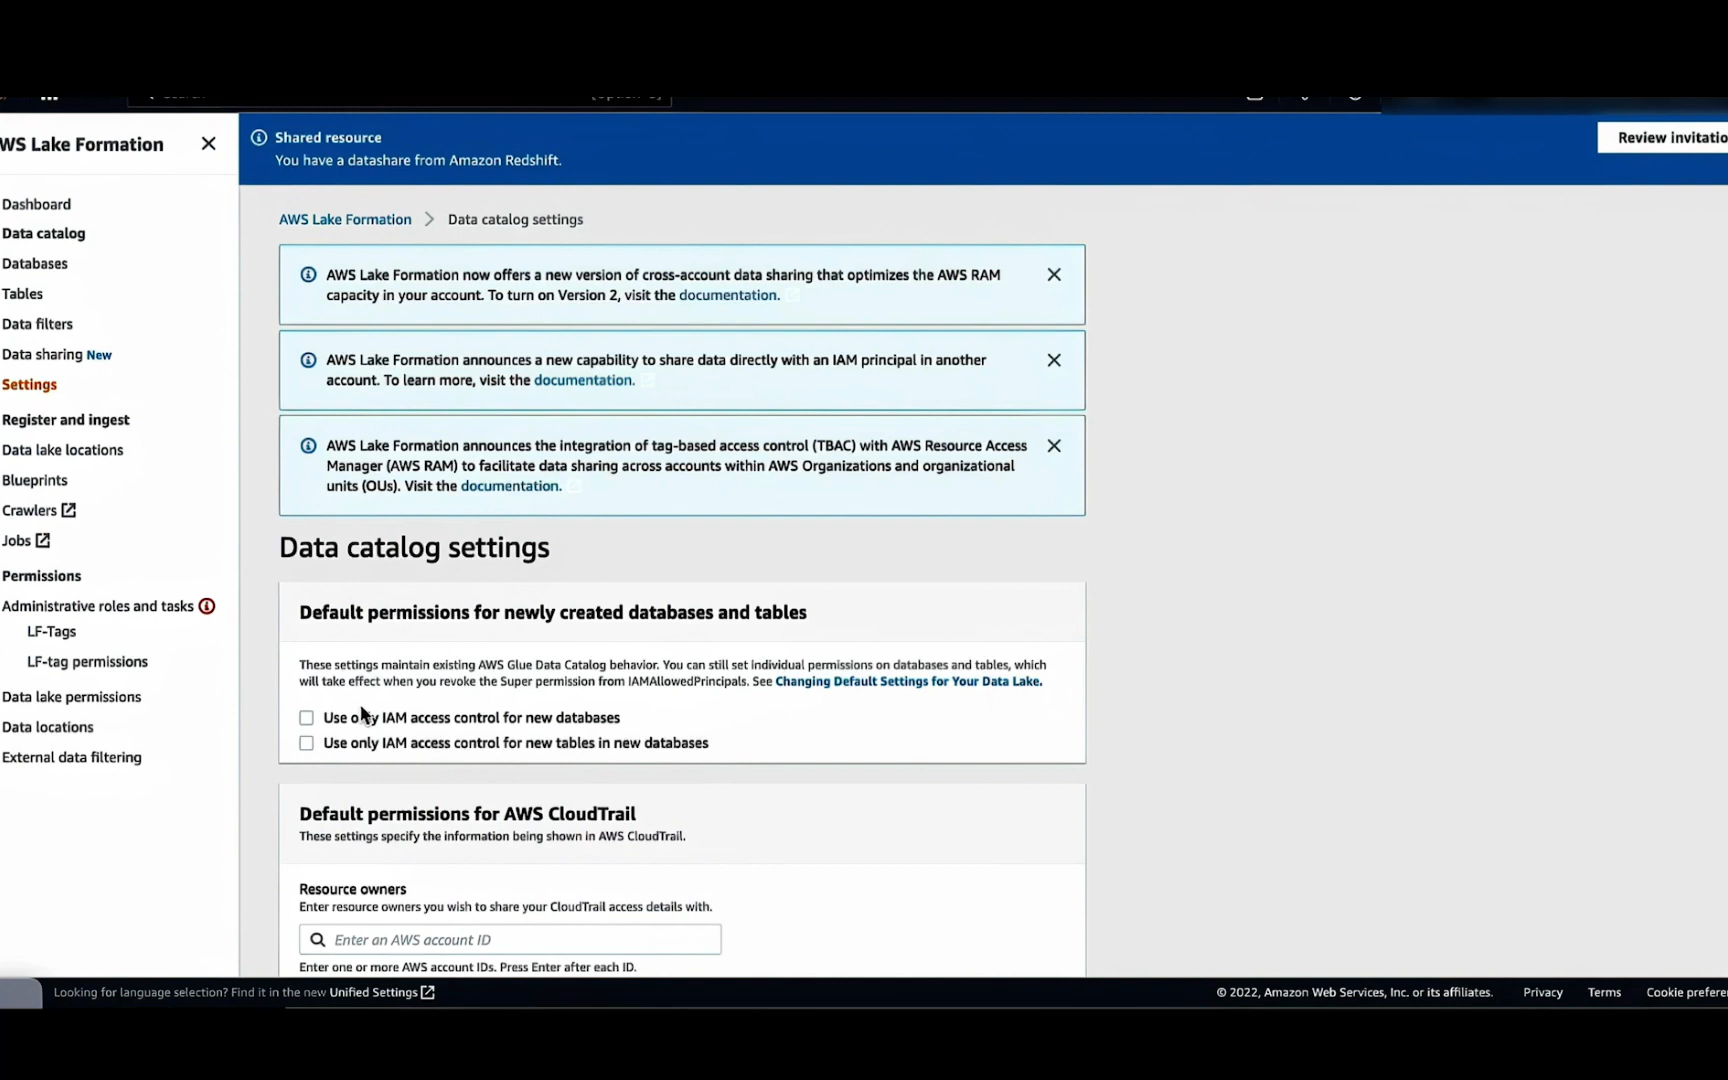 WS Lake Formation
Dashboard
Data catalog
Databases
Tables
Data filters
Data sharing New
Settings
Register and ingest
Data lake locations
Blueprints
Crawlers
Jobs
Permissions
Administrative roles and tasks
LF-Tags
LF-tag permissions
Data lake permissions
Data locations
External data filtering
Shared resource
You have a datashare from Amazon Redshift.
Review invitatio
AWS Lake Formation > Data catalog settings
AWS Lake Formation now offers a new version of cross-account data sharing that optimizes the AWS RAM
capacity in your account. To turn on Version 2, visit the documentation.
AWS Lake Formation announces a new capability to share data directly with an IAM principal in another
account. To learn more, visit the documentation.
AWS Lake Formation announces the integration of tag-based access control (TBAC) with AWS Resource Access
Manager (AWS RAM) to facilitate data sharing across accounts within AWS Organizations and organizational
units (OUs). Visit the documentation.
Data catalog settings
Default permissions for newly created databases and tables
These settings maintain existing AWS Glue Data Catalog behavior. You can still set individual permissions on databases and tables, which
will take effect when you revoke the Super permission from IAMAllowedPrincipals. See Changing Default Settings for Your Data Lake.
Use only IAM access control for new databases
Use only IAM access control for new tables in new databases
Default permissions for AWS CloudTrail
These settings specify the information being shown in AWS CloudTrail.
Resource owners
Enter resource owners you wish to share your CloudTrail access details with.
Enter an AWS account ID
Enter one or more AWS account IDs. Press Enter after each ID.
Looking for language selection? Find it in the new Unified Settings
© 2022, Amazon Web Services, Inc. or its affiliates.
Privacy
Terms
Cookie prefere